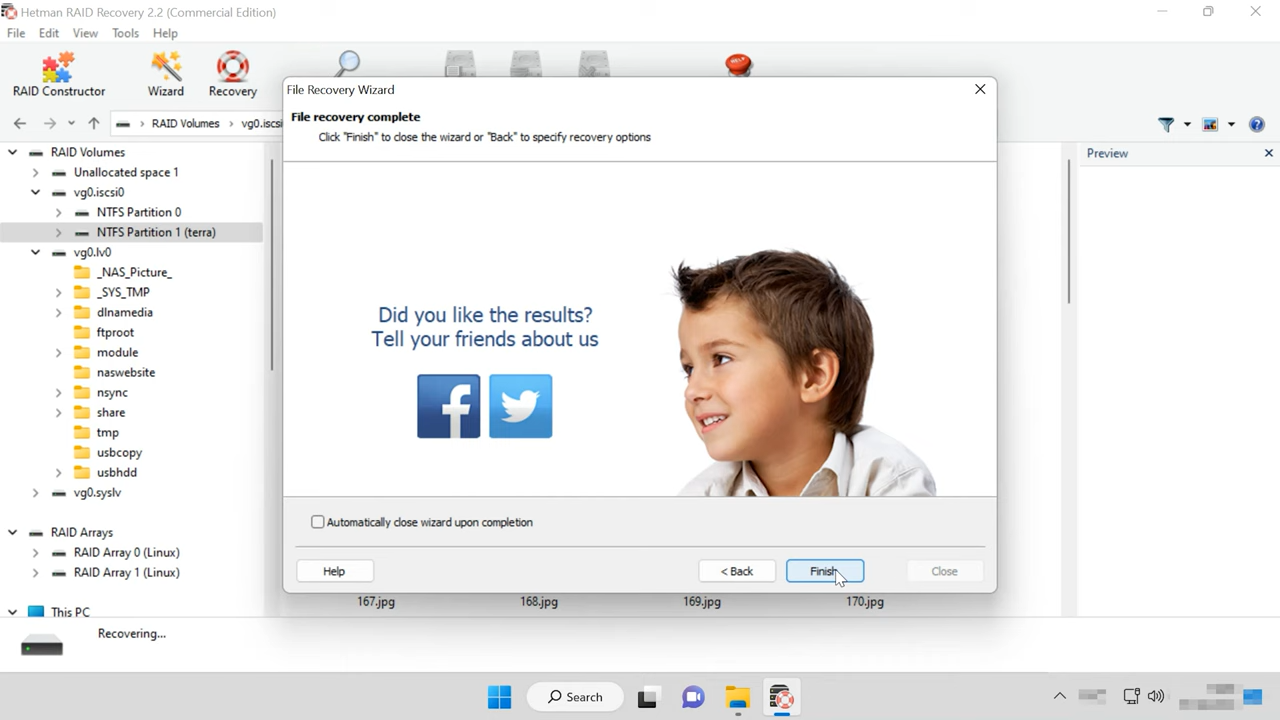 Hetman RAID Recovery 2.2 (Commercial Edition)
File Edit View Tools Help
RAID Constructor Wizard Recovery
HELP
RAID Volumes › vg0.iscsi
File Recovery Wizard
File recovery complete
Click "Finish" to close the wizard or "Back" to specify recovery options
RAID Volumes
Unallocated space 1
vg0.iscsi0
NTFS Partition 0
NTFS Partition 1 (terra)
vg0.lv0
_NAS_Picture_
_SYS_TMP
dlnamedia
ftproot
module
naswebsite
nsync
share
tmp
usbcopy
usbhdd
vg0.syslv
RAID Arrays
RAID Array 0 (Linux)
RAID Array 1 (Linux)
This PC
Did you like the results?
Tell your friends about us
Automatically close wizard upon completion
Help < Back Finish Close
167.jpg 168.jpg 169.jpg 170.jpg
Preview
Recovering...
Search